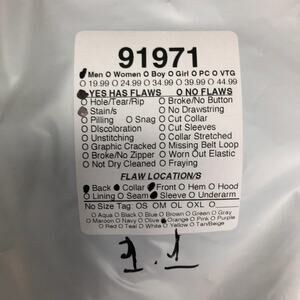 91971
Men O Women O Boy O Girl O PC O VTG
O 19.99 O 24.99 O 34.99 O 39.99 O 44.99
YES HAS FLAWS O NO FLAWS
O Hole/Tear/Rip O Broke/No Button
Stain/s O No Drawstring
O Pilling O Snag O Cut Collar
O Discoloration O Cut Sleeves
O Unstitching O Collar Stretched
O Graphic Cracked O Missing Belt Loop
O Broke/No Zipper O Worn Out Elastic
O Not Dry Cleaned O Fraying
FLAW LOCATION/S
Back Collar Front O Hem O Hood
O Lining O Seam Sleeve O Underarm
No Size Tag: OS OM OL OXL O
O Aqua O Black O Blue O Brown O Green O Gray
O Maroon O Navy O Olive Orange O Pink O Purple
O Red O Teal O White O Yellow O Tan/Beige
1.1